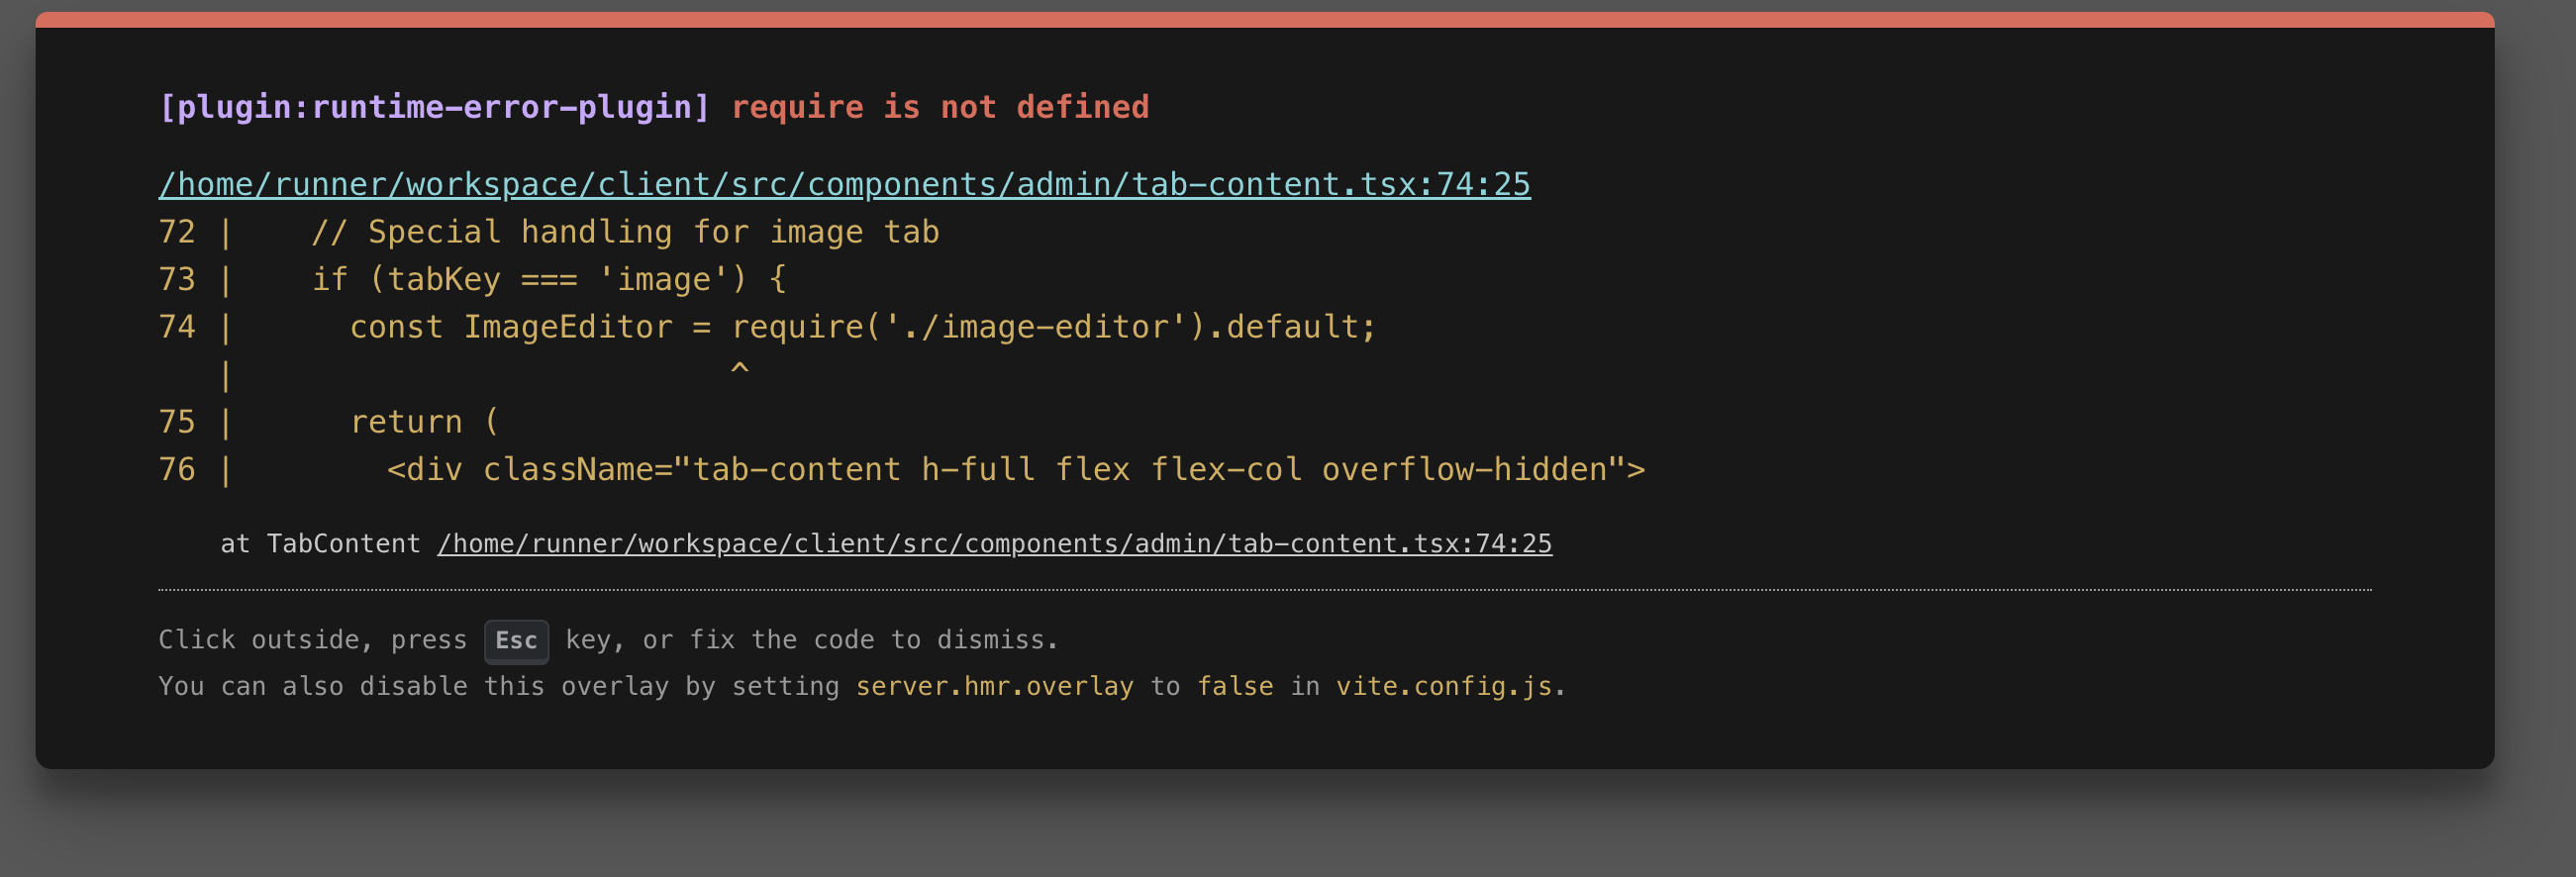 [plugin:runtime-error-plugin] require is not defined
/home/runner/workspace/client/src/components/admin/tab-content.tsx:74:25
72 |    // Special handling for image tab
73 |    if (tabKey === 'image') {
74 |      const ImageEditor = require('./image-editor').default;
   |                          ^
75 |      return (
76 |        <div className="tab-content h-full flex flex-col overflow-hidden">
    at TabContent /home/runner/workspace/client/src/components/admin/tab-content.tsx:74:25
Click outside, press Esc key, or fix the code to dismiss.
You can also disable this overlay by setting server.hmr.overlay to false in vite.config.js.